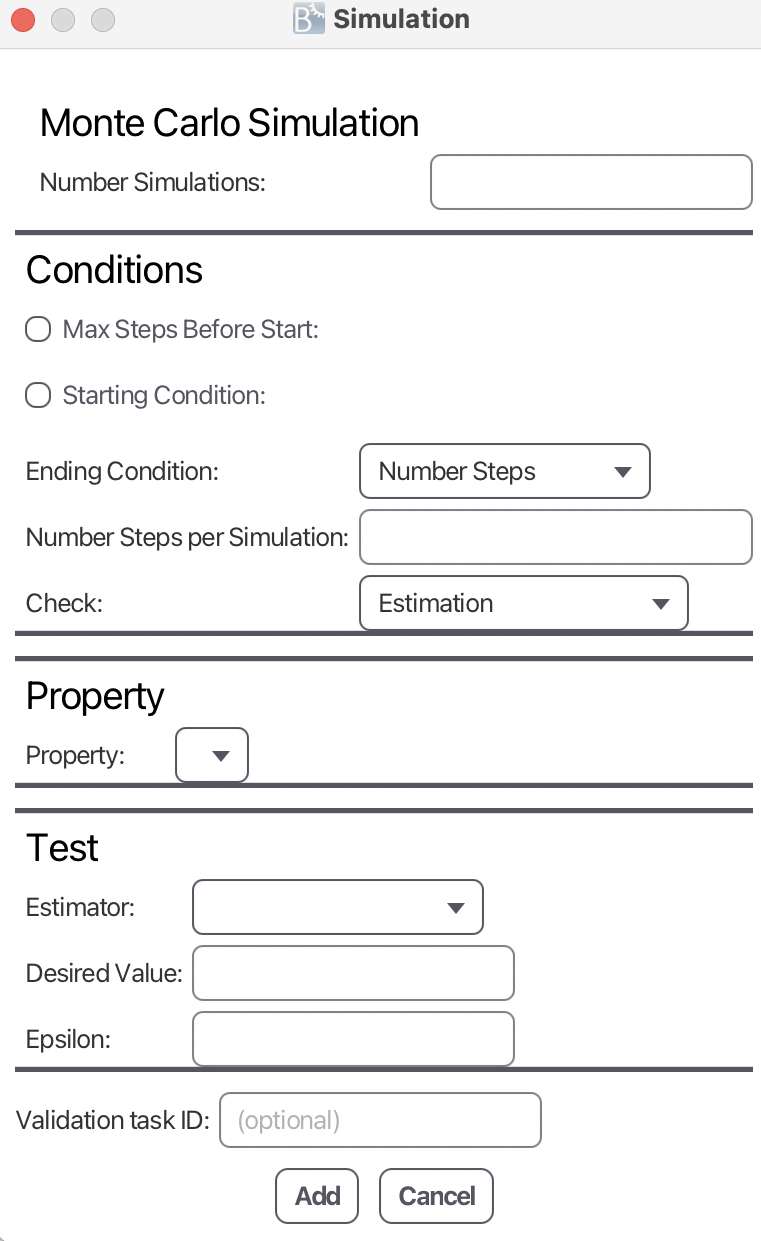 Simulation
Monte Carlo Simulation
Number Simulations:
Conditions
Max Steps Before Start:
Starting Condition:
Ending Condition: Number Steps
Number Steps per Simulation:
Check: Estimation
Property
Property:
Test
Estimator:
Desired Value:
Epsilon:
Validation task ID: (optional)
Add Cancel